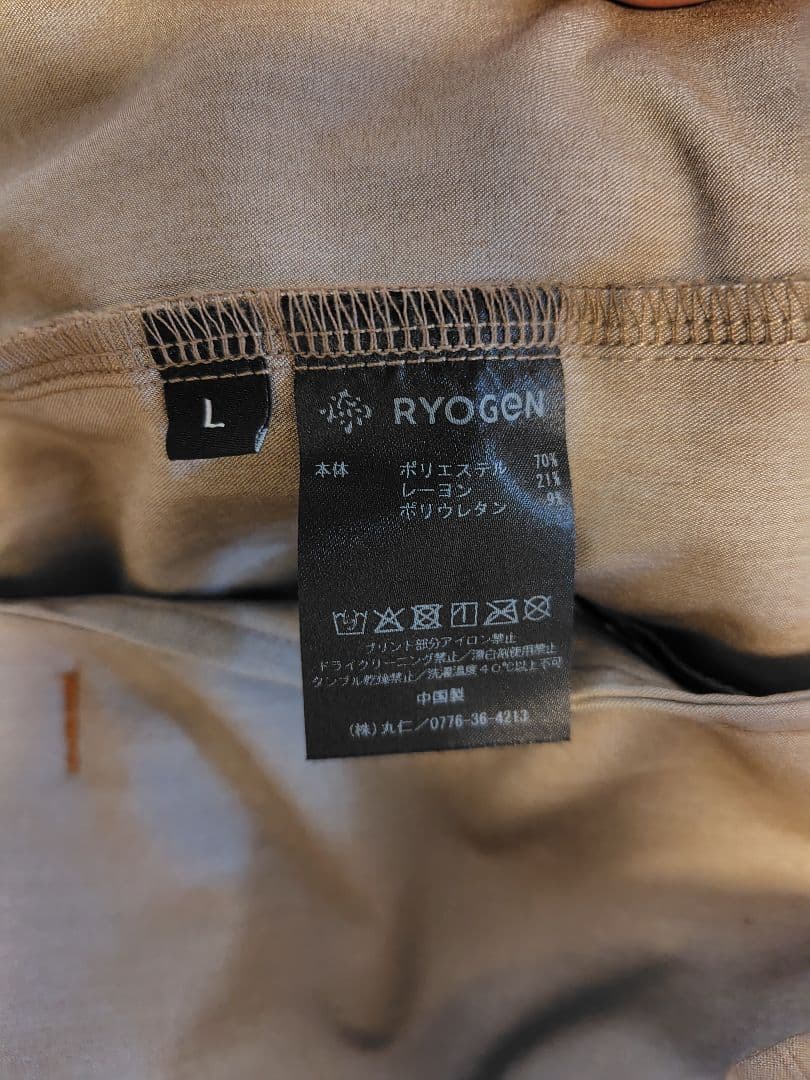 L
RYOGeN
本体 ポリエステル 70%
レーヨン 21%
ポリウレタン 9%
プリント部分アイロン禁止
ドライクリーニング禁止/漂白剤使用禁止
タンブル乾燥禁止/洗濯温度40℃以上不可
中国製
(株)丸仁/0776-36-4213